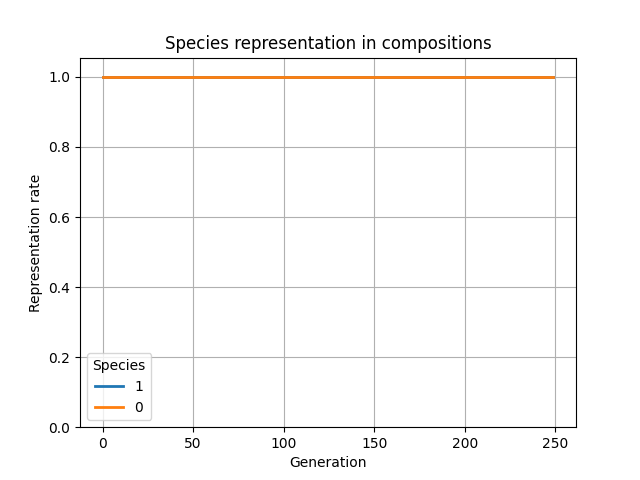 Species representation in compositions
1.0
0.8
0.6
0.4
0.2
0.0
Representation rate
Species
1
0
0 50 100 150 200 250
Generation